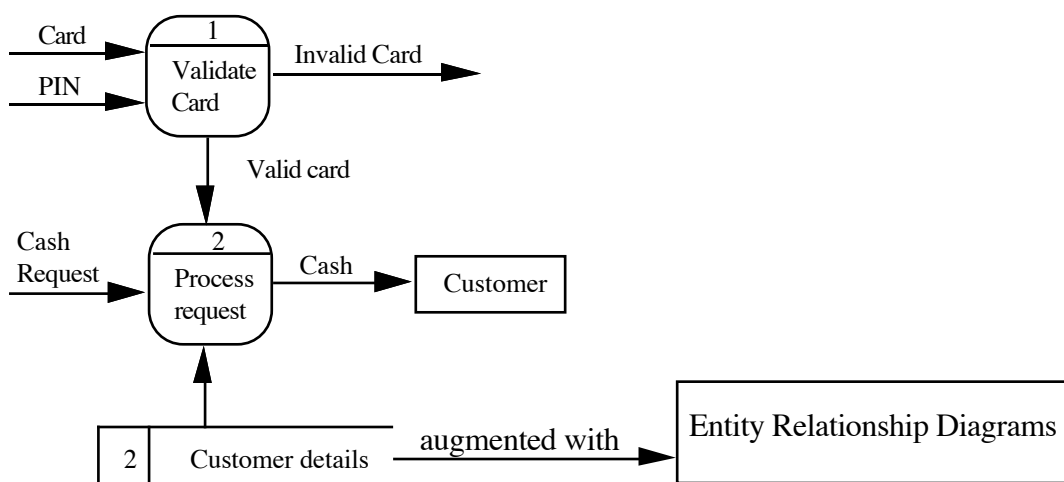 Card
PIN
1
Validate
Card
Invalid Card
Valid card
Cash
Request
2
Process
request
Cash
Customer
2
Customer details
augmented with
Entity Relationship Diagrams